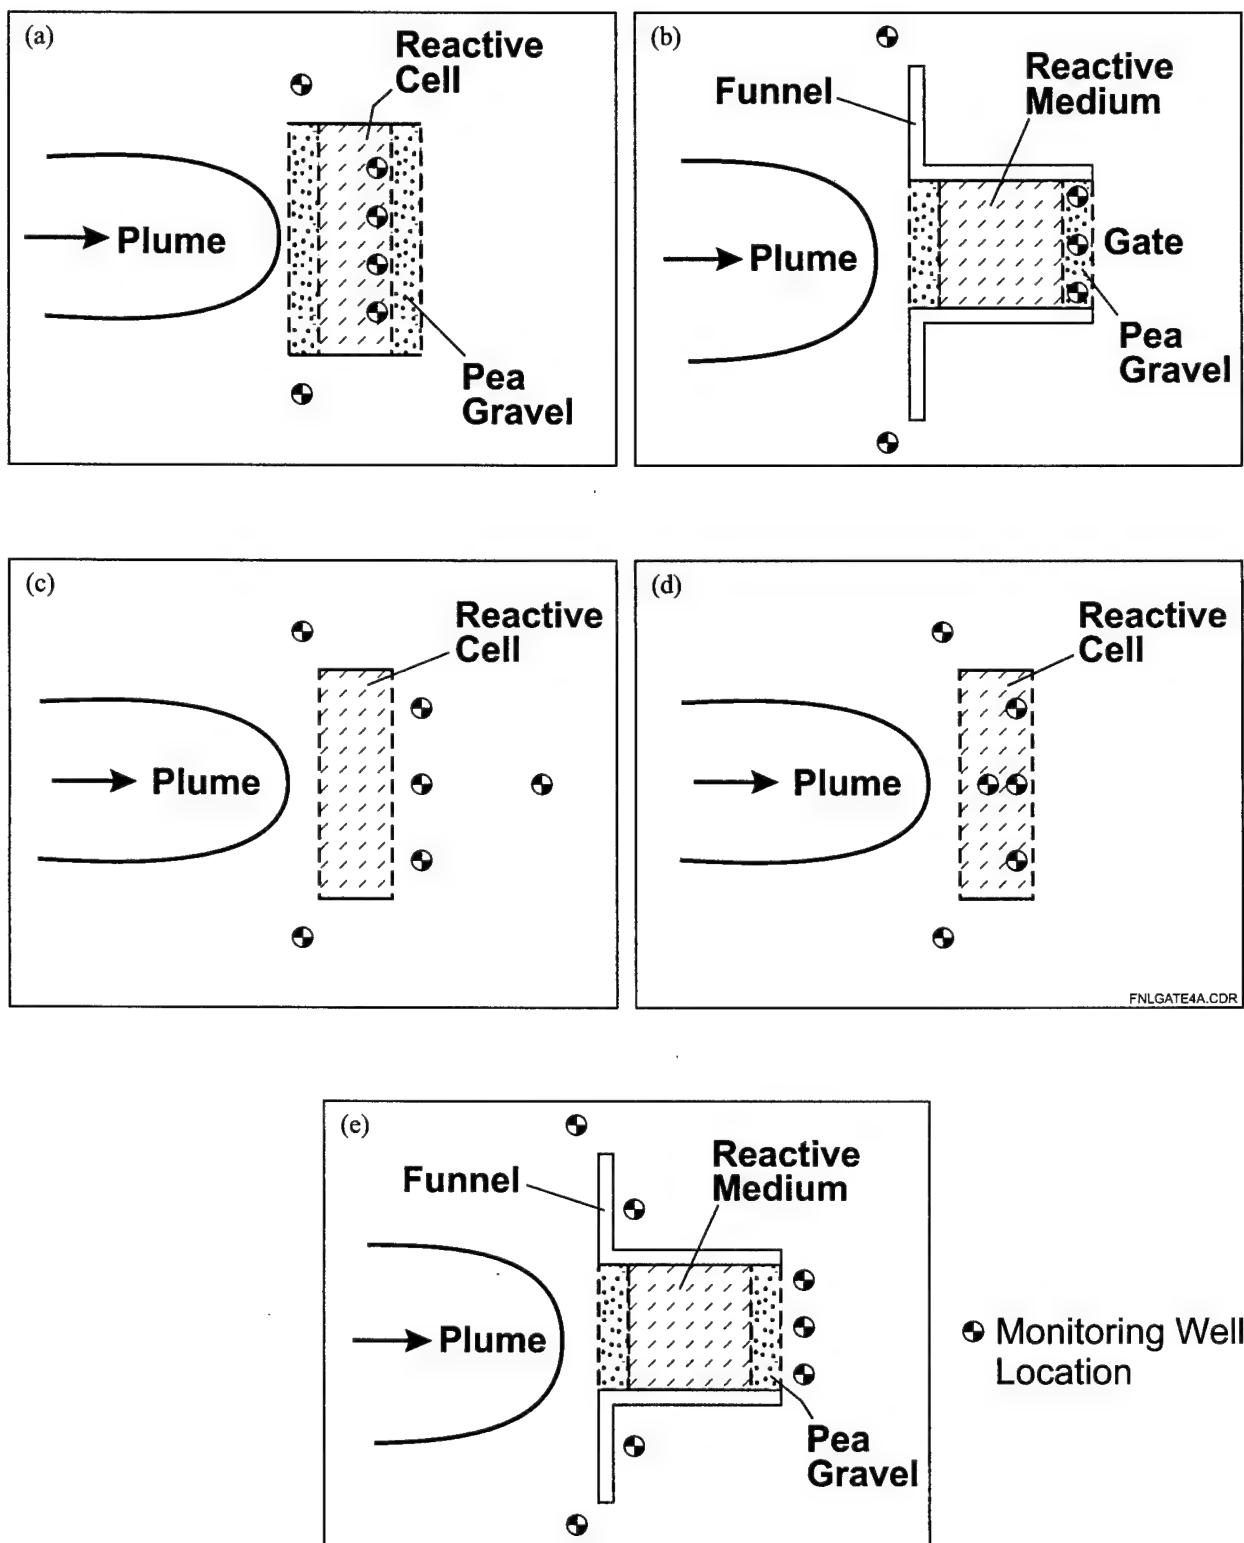 (a)
Reactive
Cell
Plume
Pea
Gravel
(b)
Funnel
Reactive
Medium
Plume
Gate
Pea
Gravel
(c)
Reactive
Cell
Plume
(d)
Reactive
Cell
Plume
FNLGATE4A.CDR
(e)
Funnel
Reactive
Medium
Plume
Pea
Gravel
Monitoring Well
Location